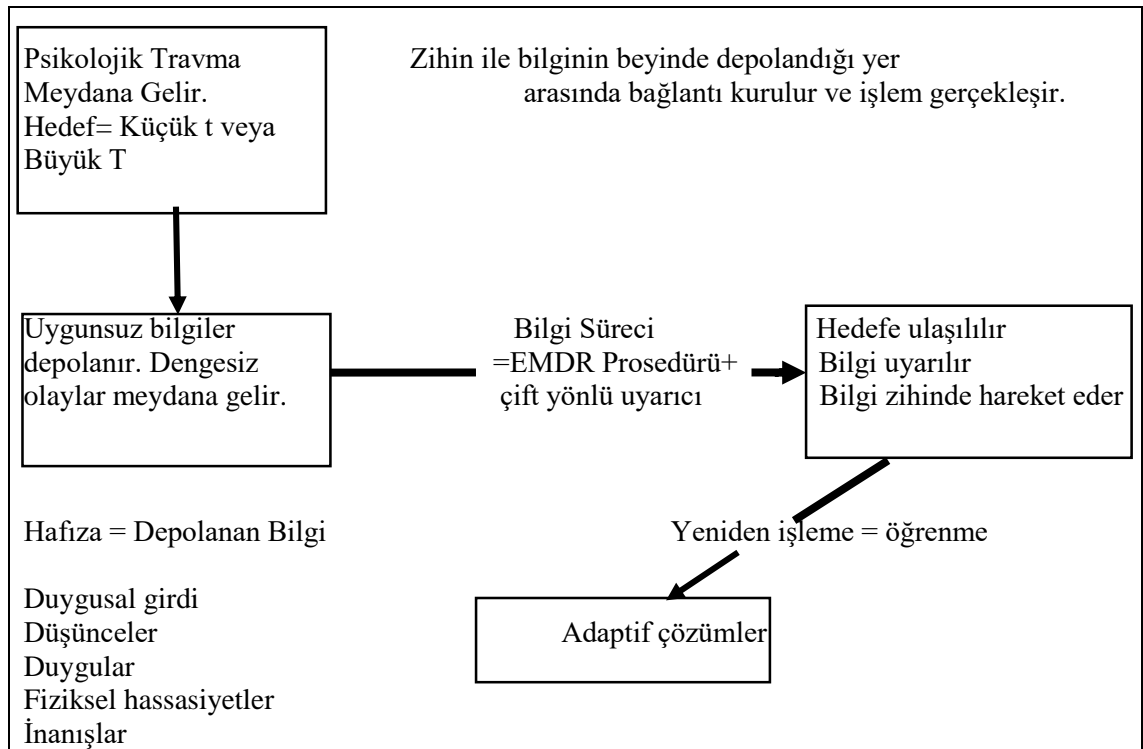 Psikolojik Travma
Meydana Gelir.
Hedef= Küçük t veya
Büyük T
Zihin ile bilginin beyinde depolandığı yer
arasında bağlantı kurulur ve işlem gerçekleşir.
Uygunsuz bilgiler
depolanır. Dengesiz
olaylar meydana gelir.
Bilgi Süreci
=EMDR Prosedürü+
çift yönlü uyarıcı
Hedefe ulaşılılır
Bilgi uyarılır
Bilgi zihinde hareket eder
Hafıza = Depolanan Bilgi
Yeniden işleme = öğrenme
Duygusal girdi
Düşünceler
Duygular
Fiziksel hassasiyetler
İnanışlar
Adaptif çözümler